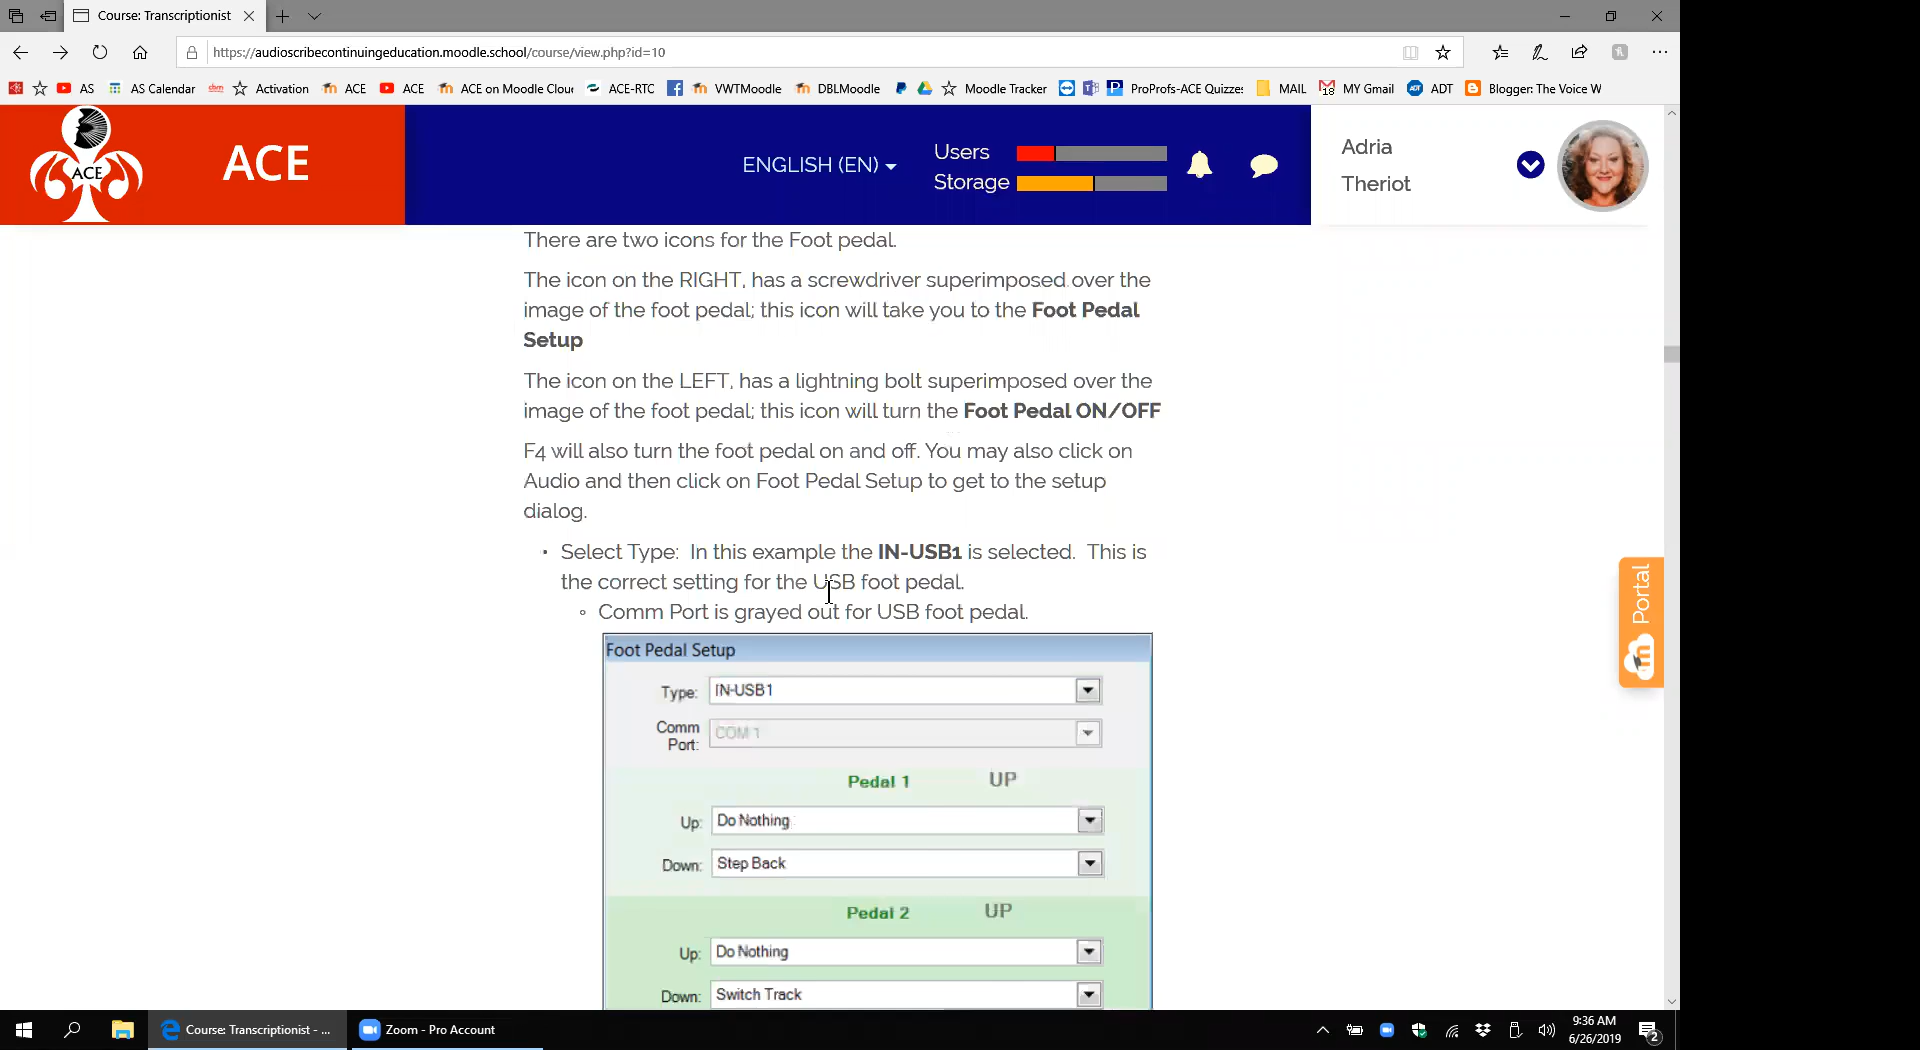 Course: Transcriptionist
https://audioscribecontinuingeducation.moodle.school/course/view.php?id=10
AS AS Calendar Activation ACE ACE ACE on Moodle Clou ACE-RTC VWTMoodle DBLMoodle Moodle Tracker ProProfs-ACE Quizzes MAIL MY Gmail ADT Blogger: The Voice W
ACE
ACE
ENGLISH (EN)
Users
Storage
Adria
Theriot
There are two icons for the Foot pedal.
The icon on the RIGHT, has a screwdriver superimposed over the
image of the foot pedal; this icon will take you to the Foot Pedal
Setup
The icon on the LEFT, has a lightning bolt superimposed over the
image of the foot pedal; this icon will turn the Foot Pedal ON/OFF
F4 will also turn the foot pedal on and off. You may also click on
Audio and then click on Foot Pedal Setup to get to the setup
dialog.
Select Type: In this example the IN-USB1 is selected. This is
the correct setting for the USB foot pedal.
Comm Port is grayed out for USB foot pedal.
Foot Pedal Setup
Type: IN-USB1
Comm
Port: COM 1
Pedal 1 UP
Up: Do Nothing
Down: Step Back
Pedal 2 UP
Up: Do Nothing
Down: Switch Track
Portal
Course: Transcriptionist - ...
Zoom - Pro Account
9:36 AM
6/26/2019
2